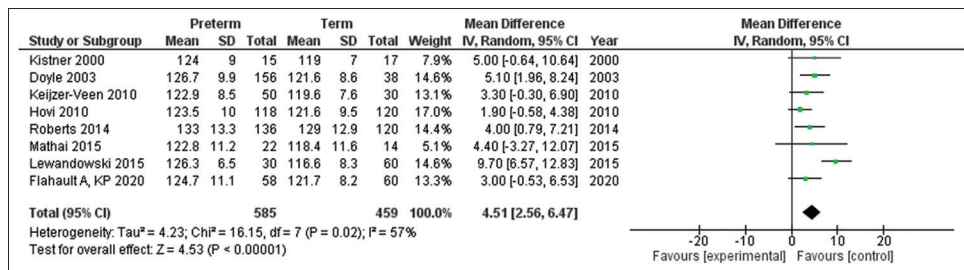 Preterm Term Mean Difference Mean Difference
Study or Subgroup Mean SD Total Mean SD Total Weight IV, Random, 95% CI Year IV, Random, 95% CI
Kistner 2000 124 9 15 119 7 17 7.9% 5.00 [-0.64, 10.64] 2000
Doyle 2003 126.7 9.9 156 121.6 8.6 38 14.6% 5.10 [1.96, 8.24] 2003
Keijzer-Veen 2010 122.9 8.5 50 119.6 7.6 30 13.1% 3.30 [-0.30, 6.90] 2010
Hovi 2010 123.5 10 118 121.6 9.5 120 17.2% 1.90 [-0.58, 4.38] 2010
Roberts 2014 133 13.3 136 129 12.9 120 14.4% 4.00 [0.79, 7.21] 2014
Mathai 2015 122.8 11.2 22 118.4 11.6 14 5.0% 4.40 [-3.27, 12.07] 2015
Lewandowski 2015 126.3 6.5 30 116.6 8.3 60 14.6% 9.70 [6.57, 12.83] 2015
Flahault A, KP 2020 124.7 11.1 58 121.7 8.2 60 13.3% 3.00 [-0.53, 6.53] 2020
Total (95% CI) 585 459 100.0% 4.51 [2.56, 6.47]
Heterogeneity: Tau² = 4.23; Chi² = 16.15, df = 7 (P = 0.02); I² = 57%
Test for overall effect: Z = 4.53 (P < 0.00001)
-20 -10 0 10 20
Favours [experimental] Favours [control]